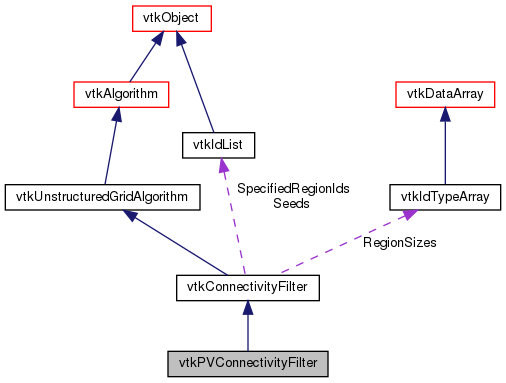 vtkObject
vtkAlgorithm
vtkDataArray
vtkIdList
vtkUnstructuredGridAlgorithm
SpecifiedRegionIds
Seeds
vtkIdTypeArray
RegionSizes
vtkConnectivityFilter
vtkPVConnectivityFilter